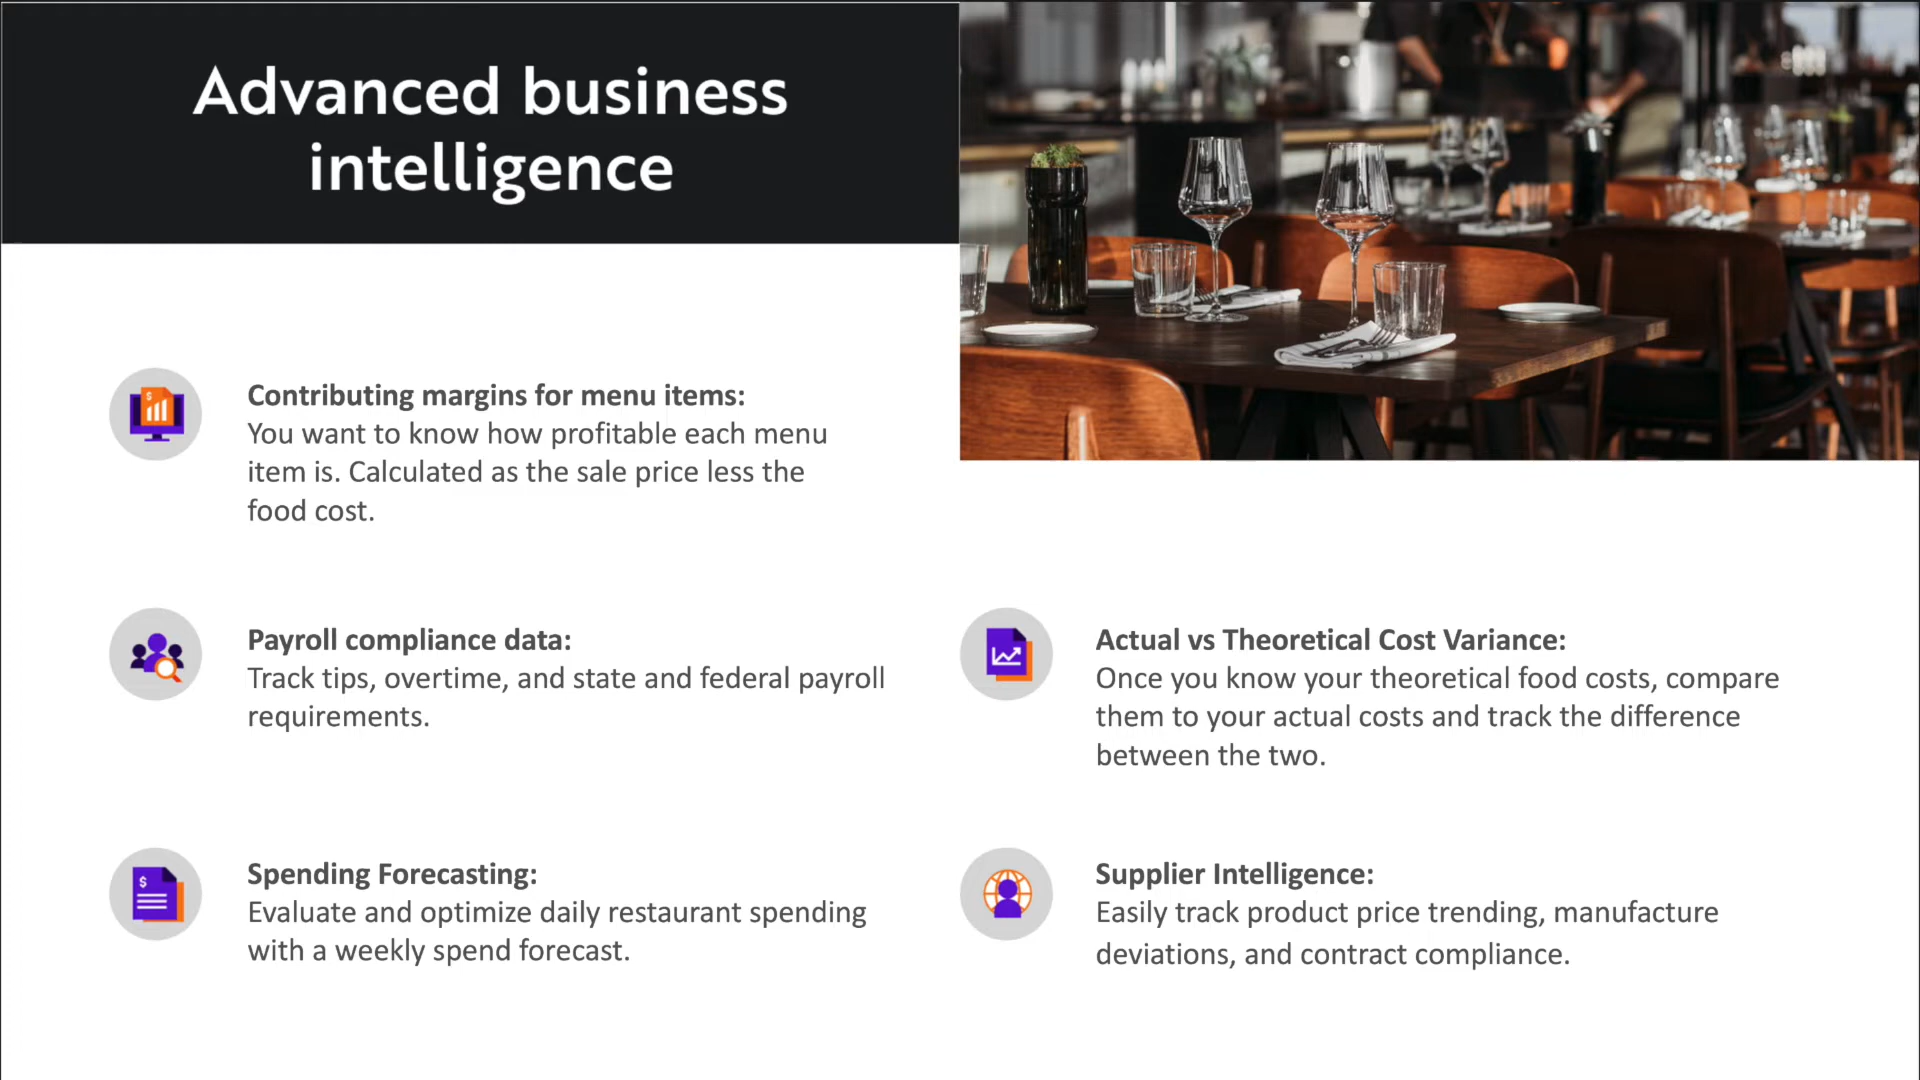 Advanced business
intelligence
Contributing margins for menu items:
You want to know how profitable each menu
item is. Calculated as the sale price less the
food cost.
Payroll compliance data:
Track tips, overtime, and state and federal payroll
requirements.
Spending Forecasting:
Evaluate and optimize daily restaurant spending
with a weekly spend forecast.
Actual vs Theoretical Cost Variance:
Once you know your theoretical food costs, compare
them to your actual costs and track the difference
between the two.
Supplier Intelligence:
Easily track product price trending, manufacture
deviations, and contract compliance.